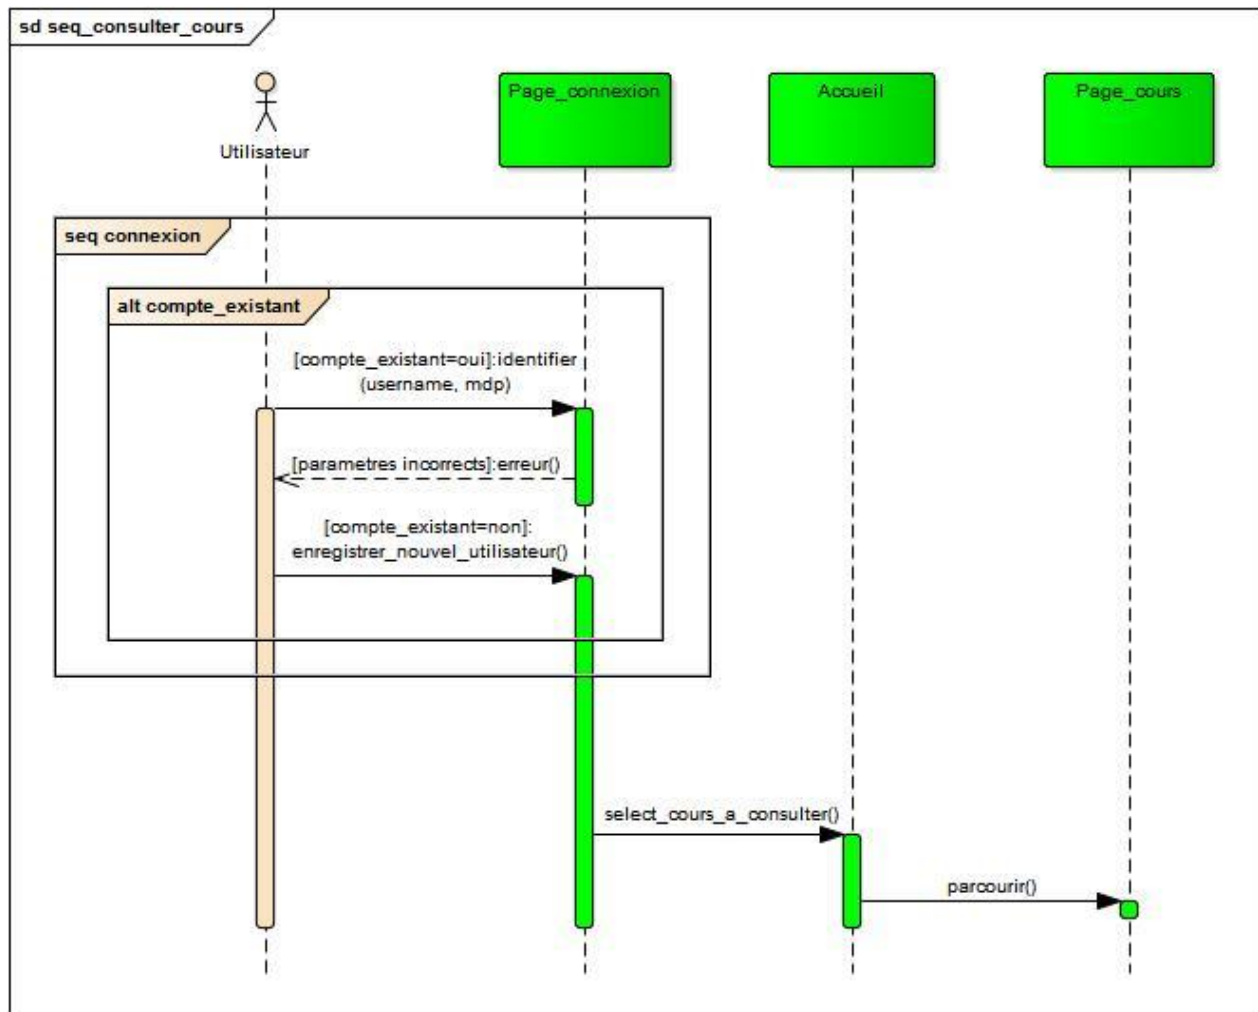 sd seq_consulter_cours
Page_connexion
Accueil
Page_cours
Utilisateur
seq connexion
alt compte_existant
[compte_existant=oui]:identifier
(username, mdp)
[parametres incorrects]:erreur()
[compte_existant=non]:
enregistrer_nouvel_utilisateur()
select_cours_a_consulter()
parcourir()